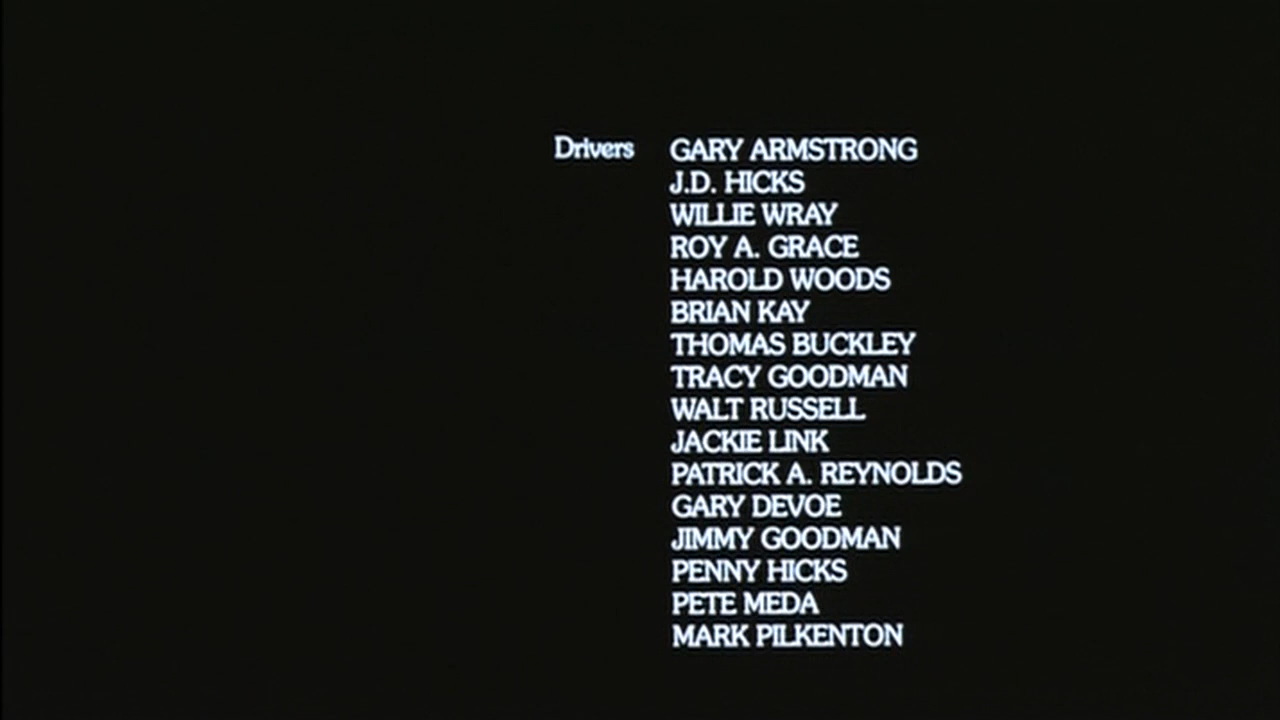 Drivers GARY ARMSTRONG
J.D. HICKS
WILLIE WRAY
ROY A. GRACE
HAROLD WOODS
BRIAN KAY
THOMAS BUCKLEY
TRACY GOODMAN
WALT RUSSELL
JACKIE LINK
PATRICK A. REYNOLDS
GARY DEVOE
JIMMY GOODMAN
PENNY HICKS
PETE MEDA
MARK PILKENTON